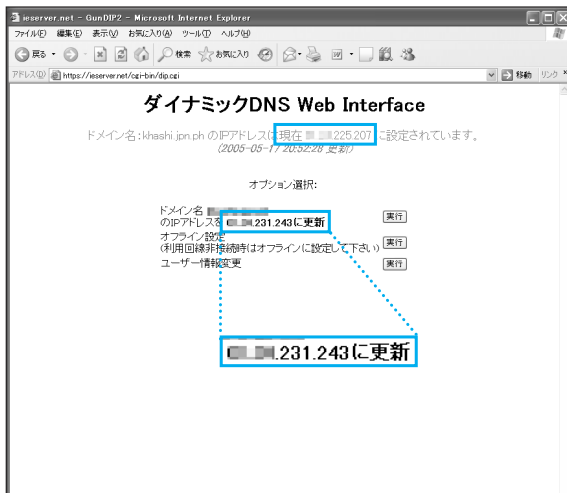 ieserver.net - GunDIP2 - Microsoft Internet Explorer
ファイル(F) 編集(E) 表示(V) お気に入り(A) ツール(T) ヘルプ(H)
戻る 検索 お気に入り
アドレス(D) https://ieserver.net/cgi-bin/dip.cgi 移動 リンク
ダイナミックDNS Web Interface
ドメイン名:khashi.jpn.ph のIPアドレスは現在 .225.207 に設定されています。
(2005-05-17 20:52:28 更新)
オプション選択:
ドメイン名
のIPアドレスを .231.243に更新 実行
オフライン設定
(利用回線非接続時はオフラインに設定して下さい) 実行
ユーザー情報変更 実行
.231.243に更新